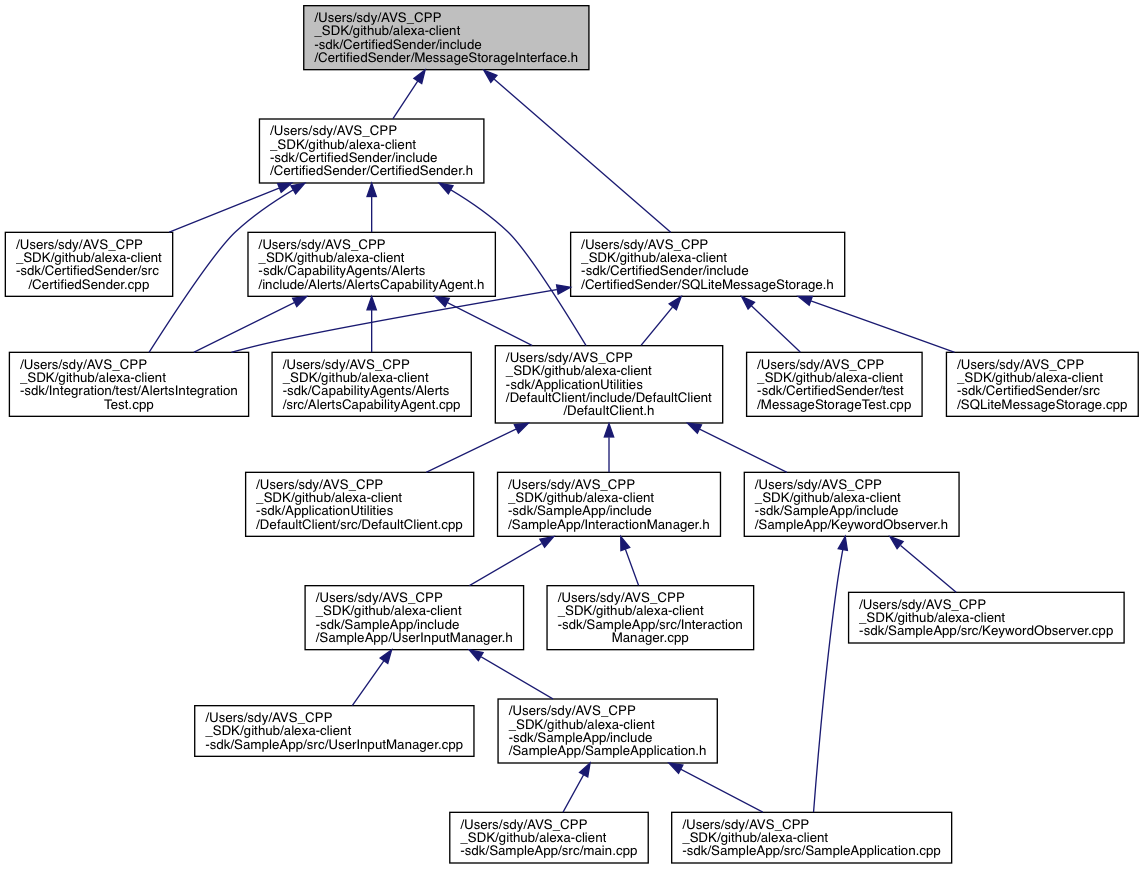 /Users/sdy/AVS_CPP
_SDK/github/alexa-client
-sdk/CertifiedSender/include
/CertifiedSender/MessageStorageInterface.h
/Users/sdy/AVS_CPP
_SDK/github/alexa-client
-sdk/CertifiedSender/include
/CertifiedSender/CertifiedSender.h
/Users/sdy/AVS_CPP
_SDK/github/alexa-client
-sdk/CertifiedSender/src
/CertifiedSender.cpp
/Users/sdy/AVS_CPP
_SDK/github/alexa-client
-sdk/CapabilityAgents/Alerts
/include/Alerts/AlertsCapabilityAgent.h
/Users/sdy/AVS_CPP
_SDK/github/alexa-client
-sdk/CertifiedSender/include
/CertifiedSender/SQLiteMessageStorage.h
/Users/sdy/AVS_CPP
_SDK/github/alexa-client
-sdk/Integration/test/AlertsIntegration
Test.cpp
/Users/sdy/AVS_CPP
_SDK/github/alexa-client
-sdk/CapabilityAgents/Alerts
/src/AlertsCapabilityAgent.cpp
/Users/sdy/AVS_CPP
_SDK/github/alexa-client
-sdk/ApplicationUtilities
/DefaultClient/include/DefaultClient
/DefaultClient.h
/Users/sdy/AVS_CPP
_SDK/github/alexa-client
-sdk/CertifiedSender/test
/MessageStorageTest.cpp
/Users/sdy/AVS_CPP
_SDK/github/alexa-client
-sdk/CertifiedSender/src
/SQLiteMessageStorage.cpp
/Users/sdy/AVS_CPP
_SDK/github/alexa-client
-sdk/ApplicationUtilities
/DefaultClient/src/DefaultClient.cpp
/Users/sdy/AVS_CPP
_SDK/github/alexa-client
-sdk/SampleApp/include
/SampleApp/InteractionManager.h
/Users/sdy/AVS_CPP
_SDK/github/alexa-client
-sdk/SampleApp/include
/SampleApp/KeywordObserver.h
/Users/sdy/AVS_CPP
_SDK/github/alexa-client
-sdk/SampleApp/include
/SampleApp/UserInputManager.h
/Users/sdy/AVS_CPP
_SDK/github/alexa-client
-sdk/SampleApp/src/Interaction
Manager.cpp
/Users/sdy/AVS_CPP
_SDK/github/alexa-client
-sdk/SampleApp/src/KeywordObserver.cpp
/Users/sdy/AVS_CPP
_SDK/github/alexa-client
-sdk/SampleApp/src/UserInputManager.cpp
/Users/sdy/AVS_CPP
_SDK/github/alexa-client
-sdk/SampleApp/include
/SampleApp/SampleApplication.h
/Users/sdy/AVS_CPP
_SDK/github/alexa-client
-sdk/SampleApp/src/main.cpp
/Users/sdy/AVS_CPP
_SDK/github/alexa-client
-sdk/SampleApp/src/SampleApplication.cpp